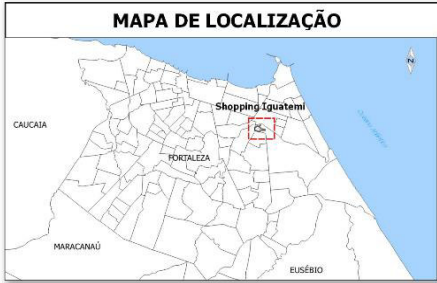 MAPA DE LOCALIZAÇÃO
N
Shopping Iguatemi
CAUCAIA
FORTALEZA
MARACANAÚ
EUSÉBIO